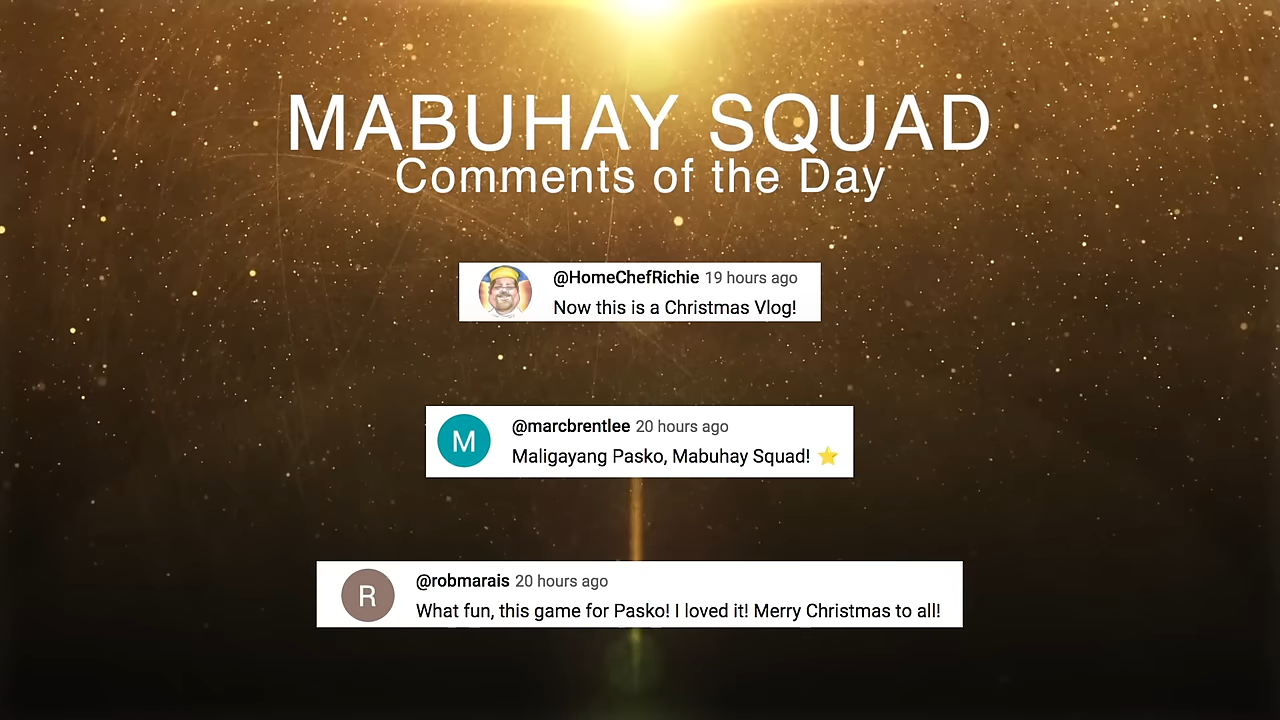 MABUHAY SQUAD
Comments of the Day
@HomeChefRichie 19 hours ago
Now this is a Christmas Vlog!
M
@marcbrentlee 20 hours ago
Maligayang Pasko, Mabuhay Squad! ⭐
R
@robmarais 20 hours ago
What fun, this game for Pasko! I loved it! Merry Christmas to all!